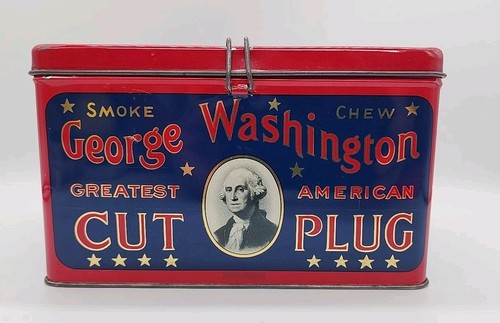 SMOKE CHEW
George Washington
GREATEST AMERICAN
CUT PLUG